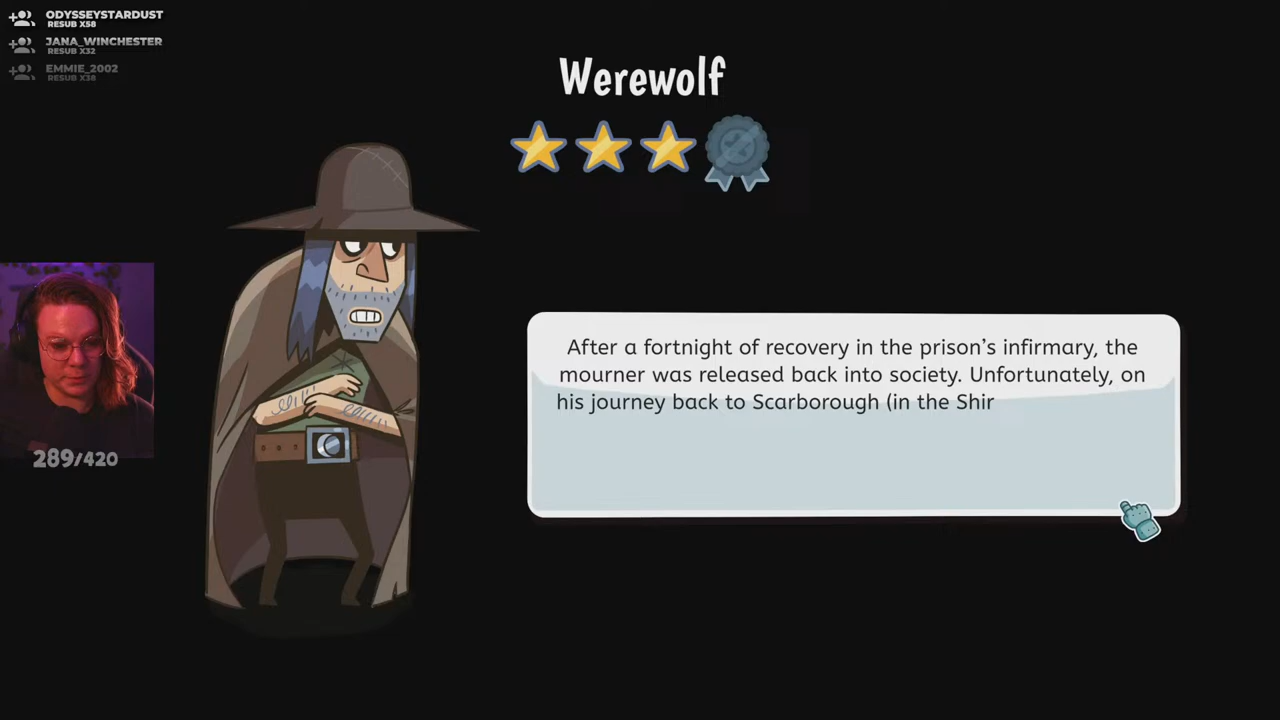 ODYSSEYSTARDUST
RESUB X58
JANA_WINCHESTER
RESUB X32
EMMIE_2002
RESUB X38
Werewolf
After a fortnight of recovery in the prison's infirmary, the
mourner was released back into society. Unfortunately, on
his journey back to Scarborough (in the Shir
289/420